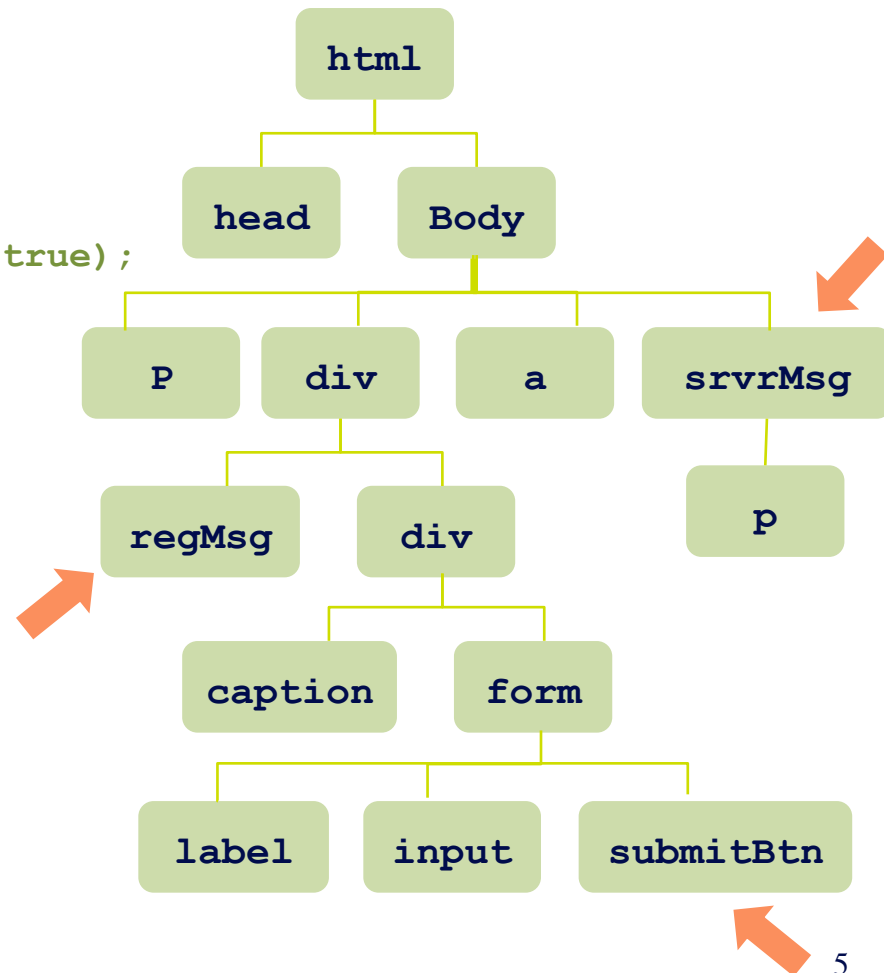 html
head Body
true);
P div a srvrMsg
regMsg div p
caption form
label input submitBtn
5